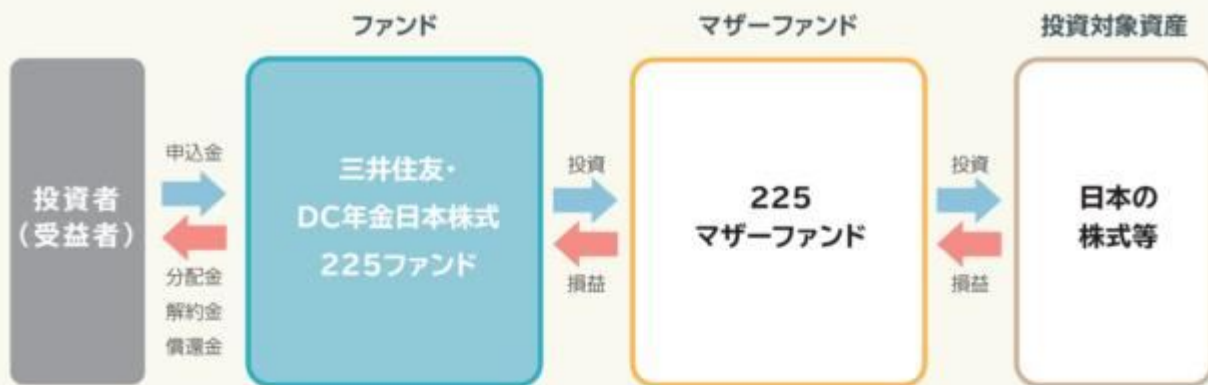 ファンド
マザーファンド
投資対象資産
投資者
（受益者）
申込金
分配金
解約金
償還金
三井住友・
DC年金日本株式
225ファンド
投資
損益
225
マザーファンド
投資
損益
日本の
株式等